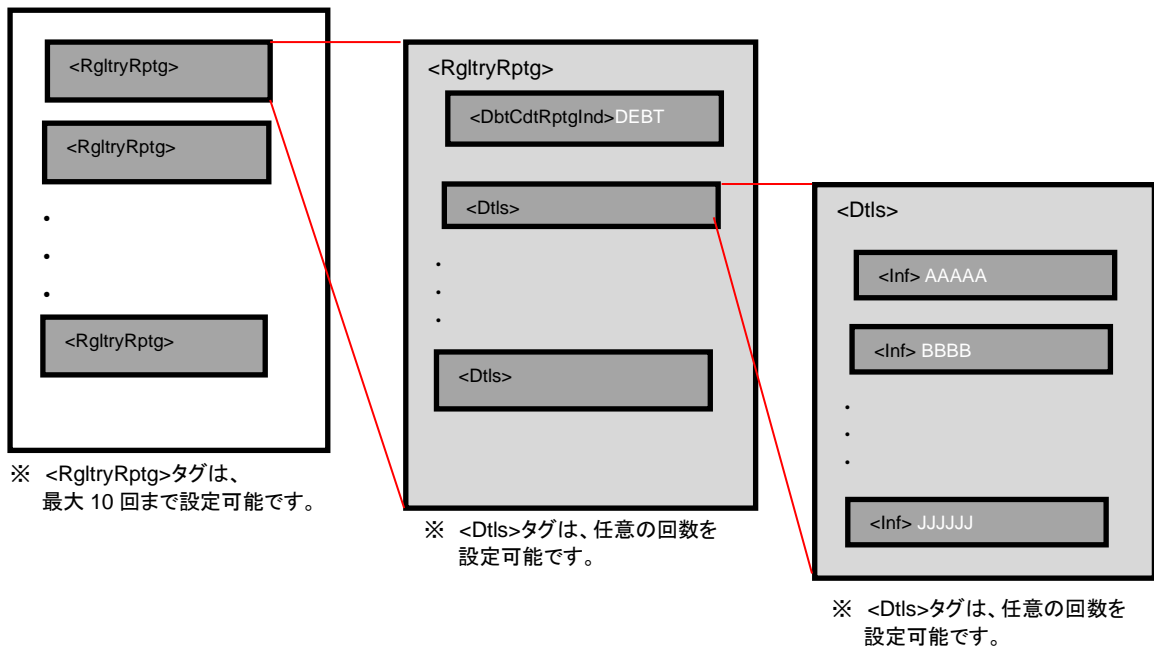 <RgltryRptg>
<RgltryRptg>
・
・
・
<RgltryRptg>
※ <RgltryRptg>タグは、
最大 10 回まで設定可能です。
<RgltryRptg>
<DbtCdtRptgInd>DEBT
<Dtls>
・
・
・
<Dtls>
※ <Dtls>タグは、任意の回数を
設定可能です。
<Dtls>
<Inf> AAAAA
<Inf> BBBB
・
・
・
<Inf> JJJJJJ
※ <Dtls>タグは、任意の回数を
設定可能です。